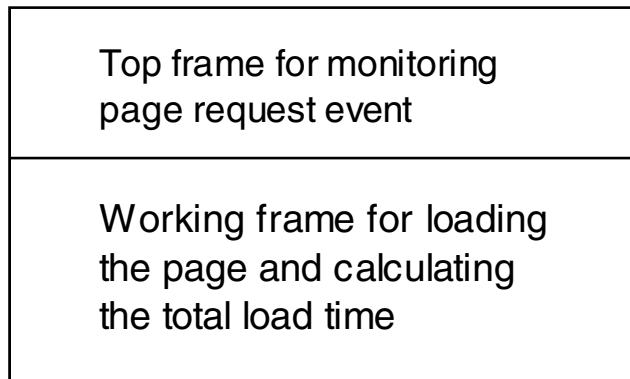 Top frame for monitoring
page request event
Working frame for loading
the page and calculating
the total load time